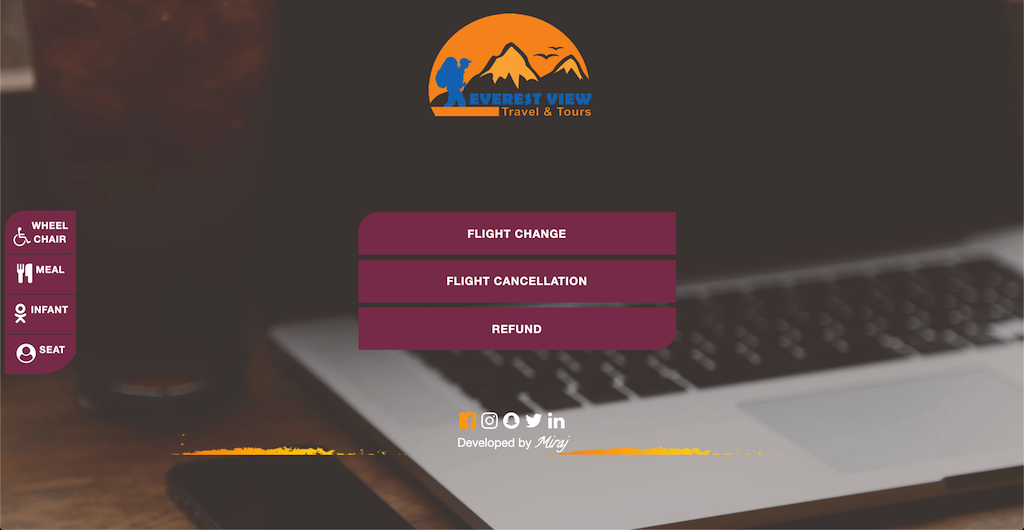 EVEREST VIEW
Travel & Tours
WHEEL
CHAIR
MEAL
INFANT
SEAT
FLIGHT CHANGE
FLIGHT CANCELLATION
REFUND
Developed by Miraj